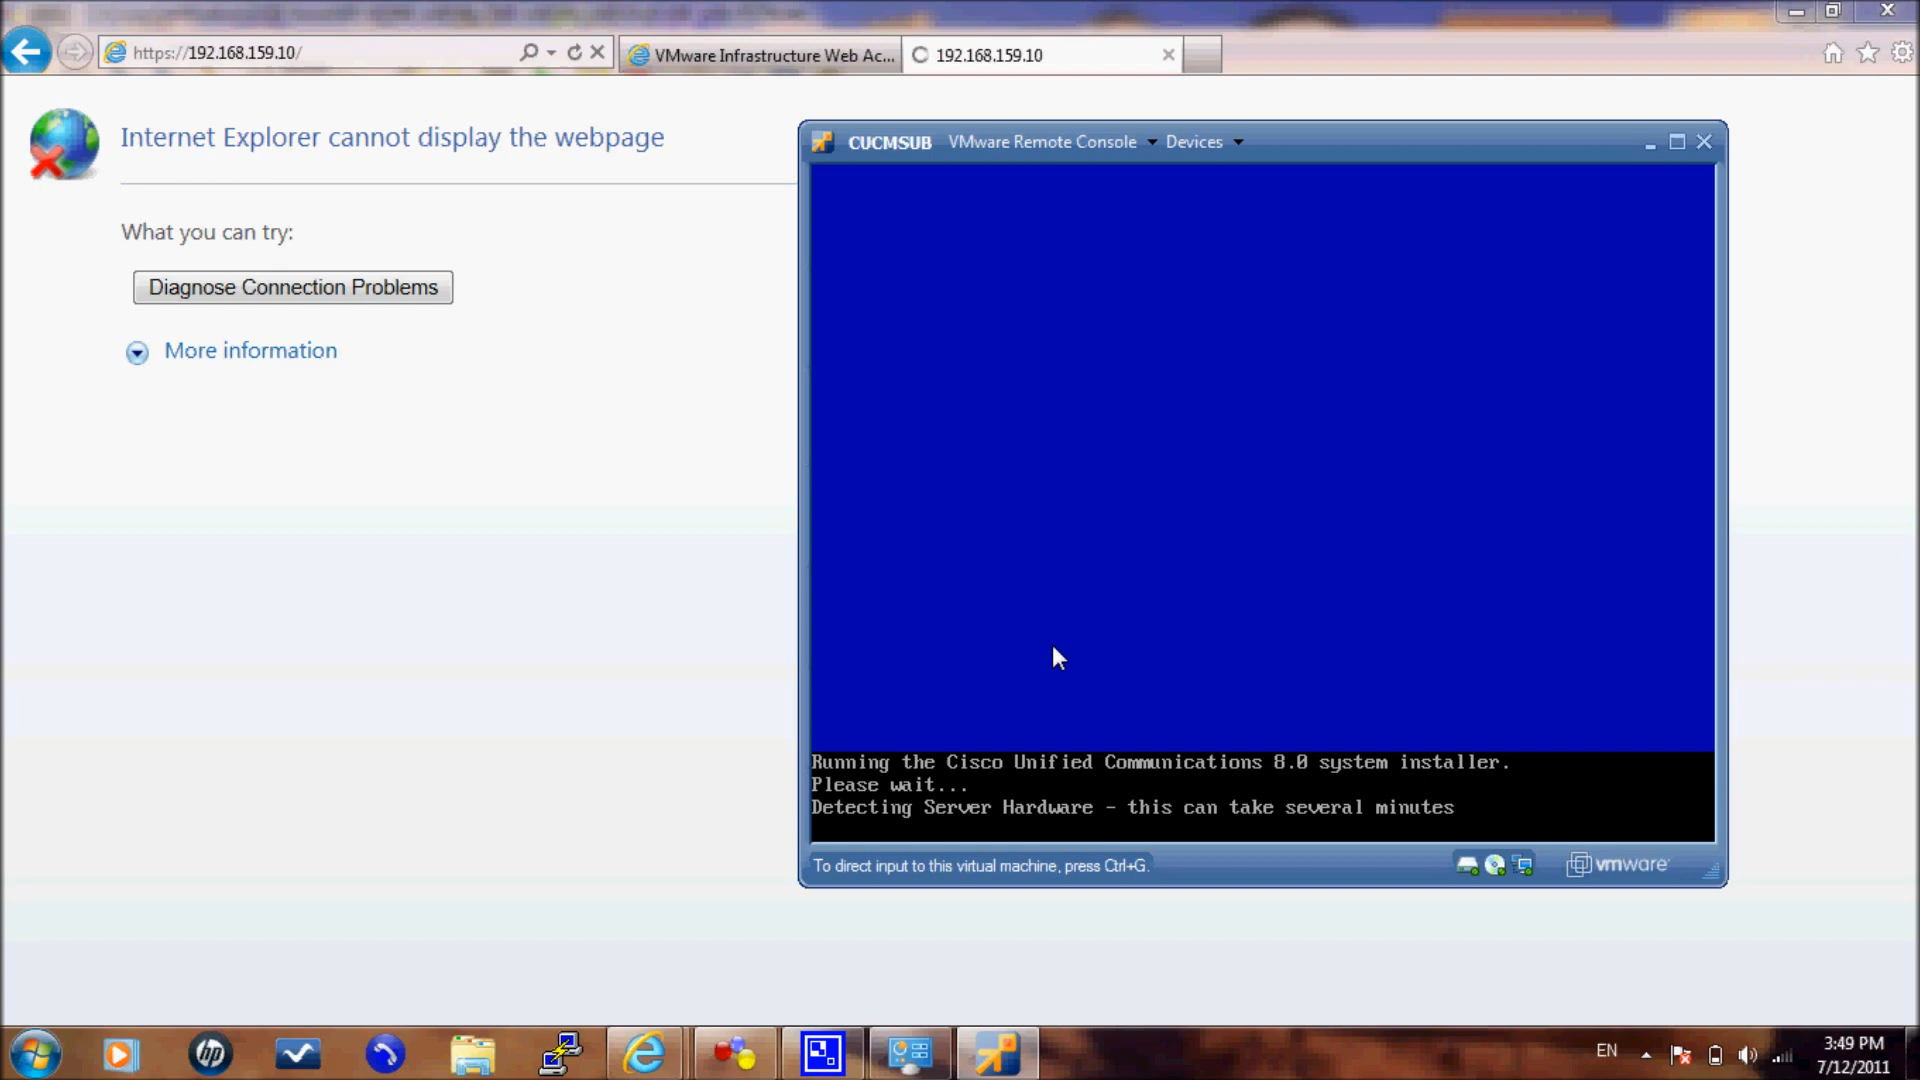 https://192.168.159.10/
VMware Infrastructure Web Ac...
192.168.159.10
Internet Explorer cannot display the webpage
What you can try:
Diagnose Connection Problems
More information
CUCMSUB VMware Remote Console Devices
Running the Cisco Unified Communications 8.0 system installer.
Please wait...
Detecting Server Hardware - this can take several minutes
To direct input to this virtual machine, press Ctrl+G.
vmware
hp
EN
3:49 PM
7/12/2011